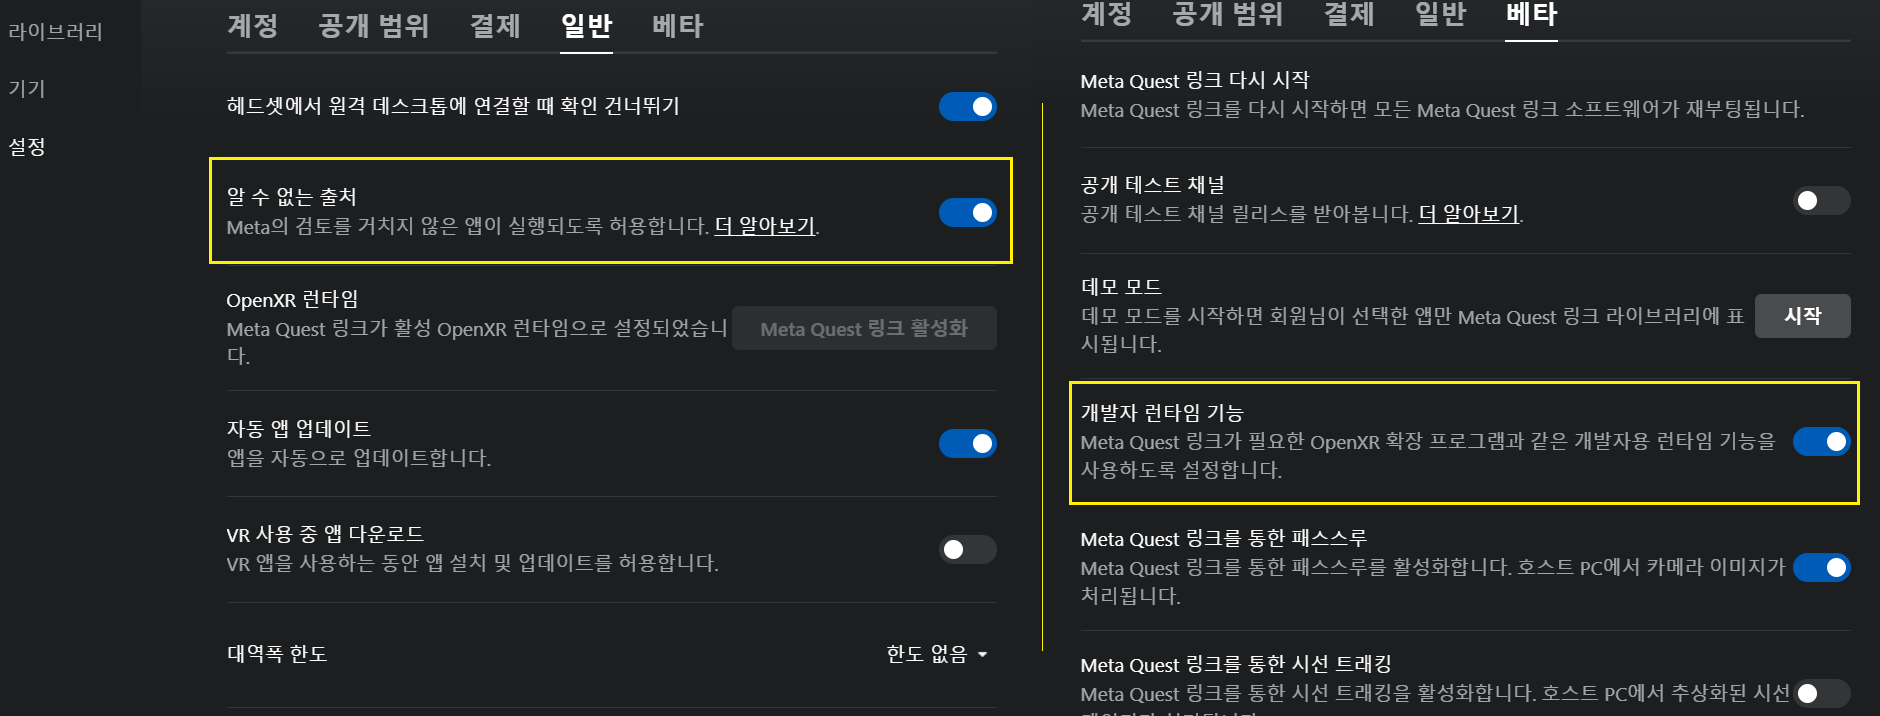 라이브러리
기기
설정
계정 공개 범위 결제 일반 베타
헤드셋에서 원격 데스크톱에 연결할 때 확인 건너뛰기
알 수 없는 출처
Meta의 검토를 거치지 않은 앱이 실행되도록 허용합니다. 더 알아보기.
OpenXR 런타임
Meta Quest 링크가 활성 OpenXR 런타임으로 설정되었습니
다.
Meta Quest 링크 활성화
자동 앱 업데이트
앱을 자동으로 업데이트합니다.
VR 사용 중 앱 다운로드
VR 앱을 사용하는 동안 앱 설치 및 업데이트를 허용합니다.
대역폭 한도
한도 없음
계정 공개 범위 결제 일반 베타
Meta Quest 링크 다시 시작
Meta Quest 링크를 다시 시작하면 모든 Meta Quest 링크 소프트웨어가 재부팅됩니다.
공개 테스트 채널
공개 테스트 채널 릴리스를 받아봅니다. 더 알아보기.
데모 모드
데모 모드를 시작하면 회원님이 선택한 앱만 Meta Quest 링크 라이브러리에 표
시됩니다.
시작
개발자 런타임 기능
Meta Quest 링크가 필요한 OpenXR 확장 프로그램과 같은 개발자용 런타임 기능을
사용하도록 설정합니다.
Meta Quest 링크를 통한 패스스루
Meta Quest 링크를 통한 패스스루를 활성화합니다. 호스트 PC에서 카메라 이미지가
처리됩니다.
Meta Quest 링크를 통한 시선 트래킹
Meta Quest 링크를 통한 시선 트래킹을 활성화합니다. 호스트 PC에서 추상화된 시선